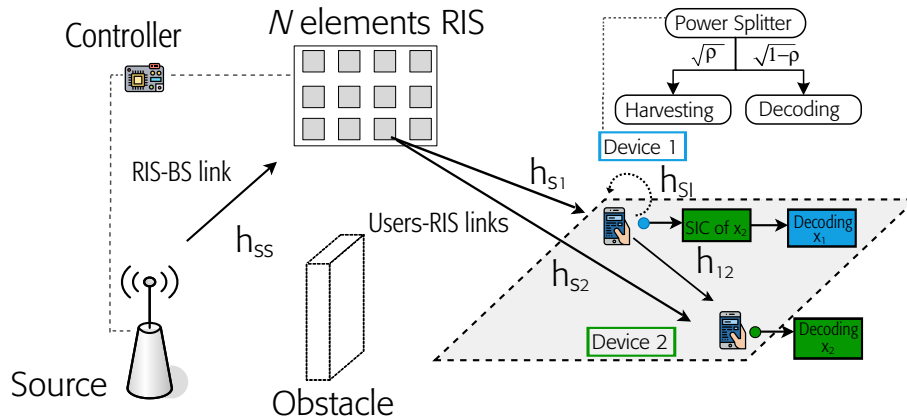 Controller
N elements RIS
Power Splitter
√ρ
√1-ρ
Harvesting
Decoding
Device 1
RIS-BS link
h_S1
h_SI
Users-RIS links
SIC of x_2
Decoding
x_1
h_ss
h_S2
h_12
Device 2
Decoding
x_2
Source
Obstacle